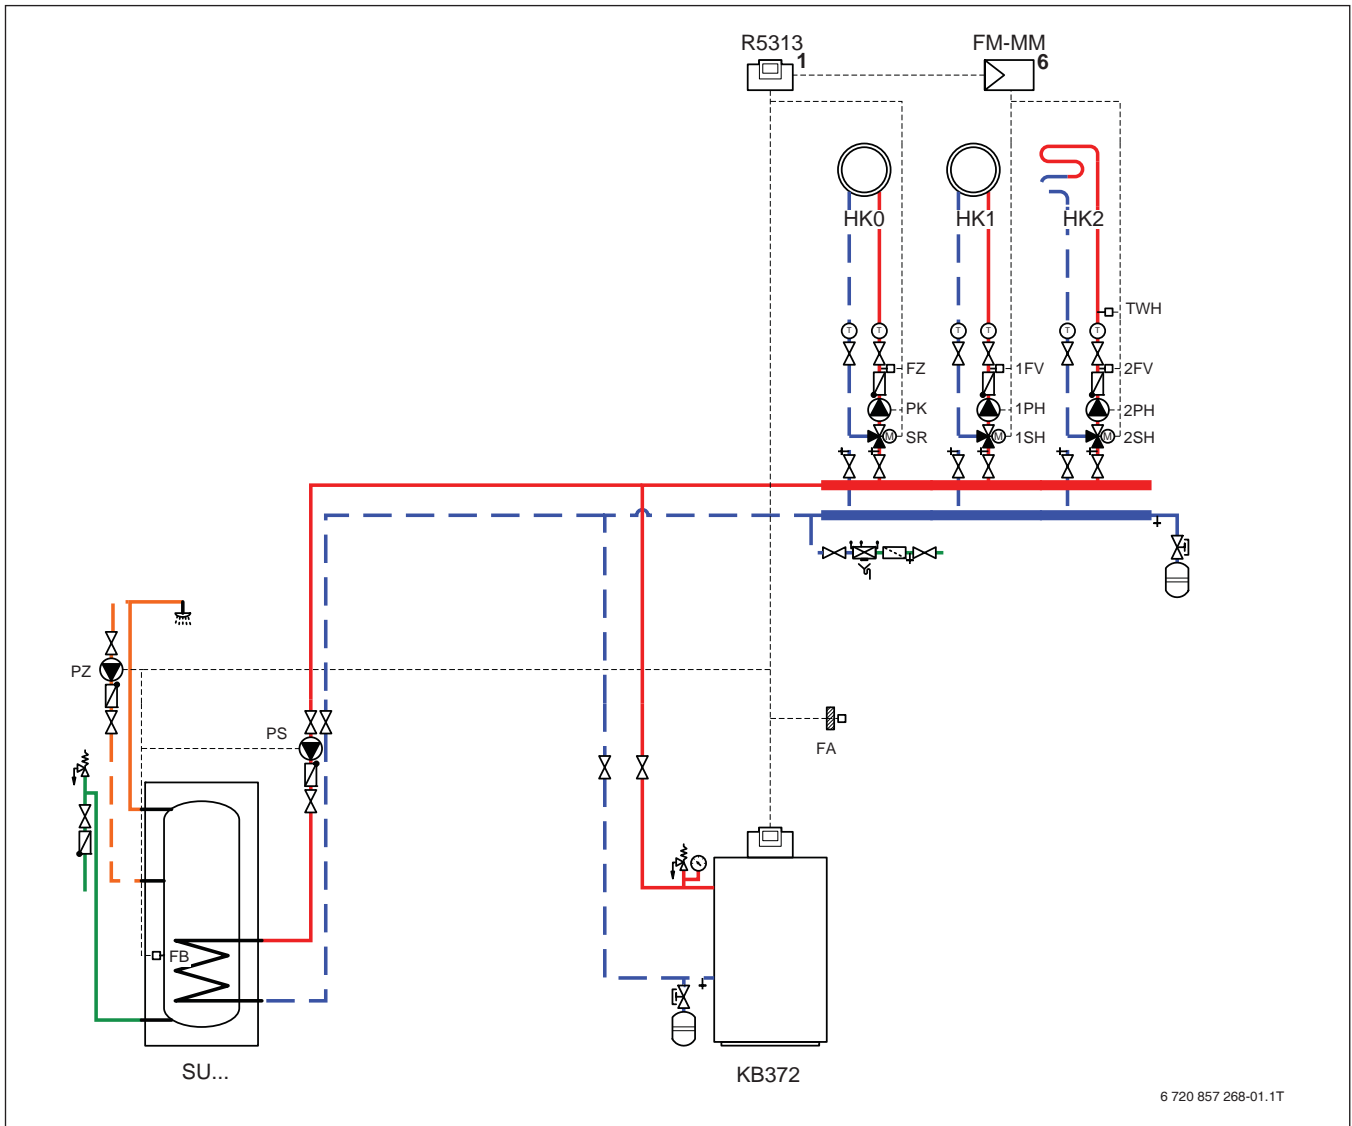 R5313
1
FM-MM
6
HK0
HK1
HK2
TWH
T
T
T
T
T
T
FZ
1FV
2FV
PK
1PH
2PH
M
SR
M
1SH
M
2SH
PZ
PS
FA
FB
SU...
KB372
6 720 857 268-01.1T